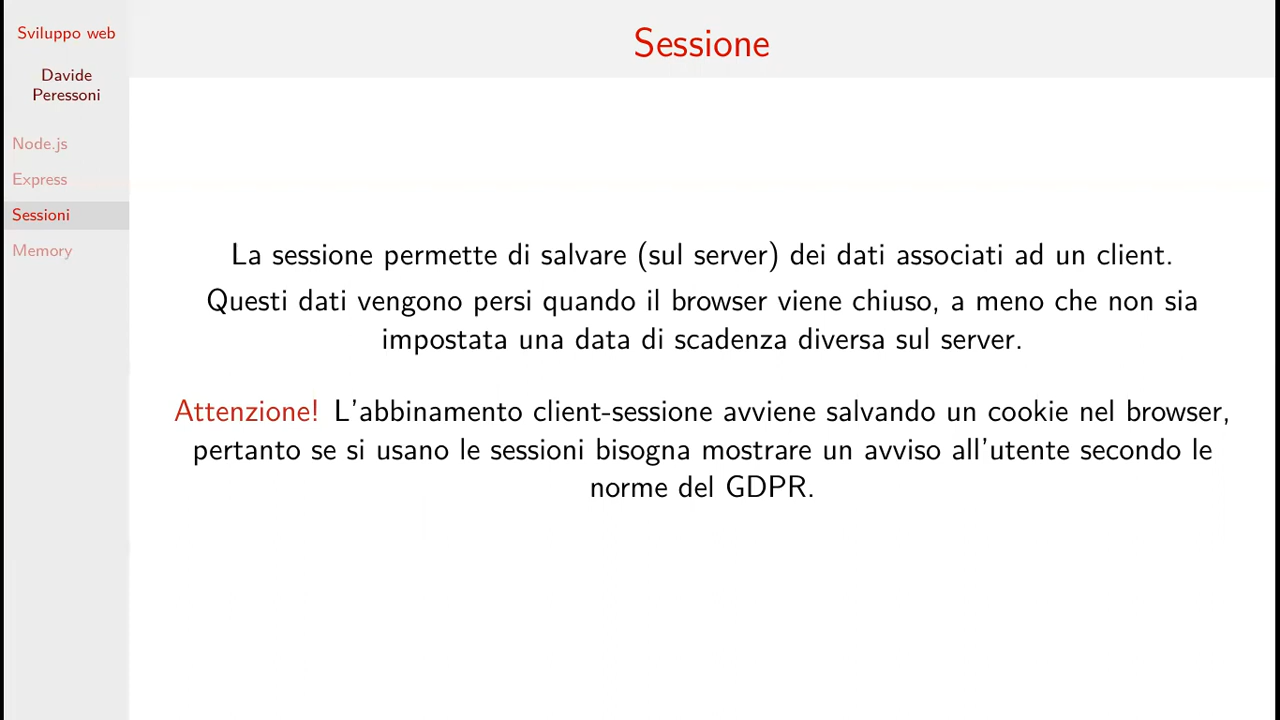 Sviluppo web
Davide
Peressoni
Node.js
Express
Sessioni
Memory
Sessione
La sessione permette di salvare (sul server) dei dati associati ad un client.
Questi dati vengono persi quando il browser viene chiuso, a meno che non sia
impostata una data di scadenza diversa sul server.
Attenzione! L'abbinamento client-sessione avviene salvando un cookie nel browser,
pertanto se si usano le sessioni bisogna mostrare un avviso all'utente secondo le
norme del GDPR.